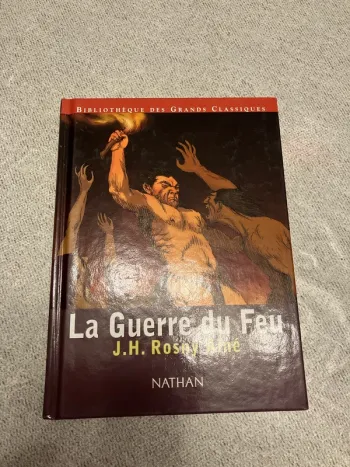 BIBLIOTHÈQUE DES GRANDS CLASSIQUES
La Guerre du Feu
J.H. Rosny Aîné
NATHAN